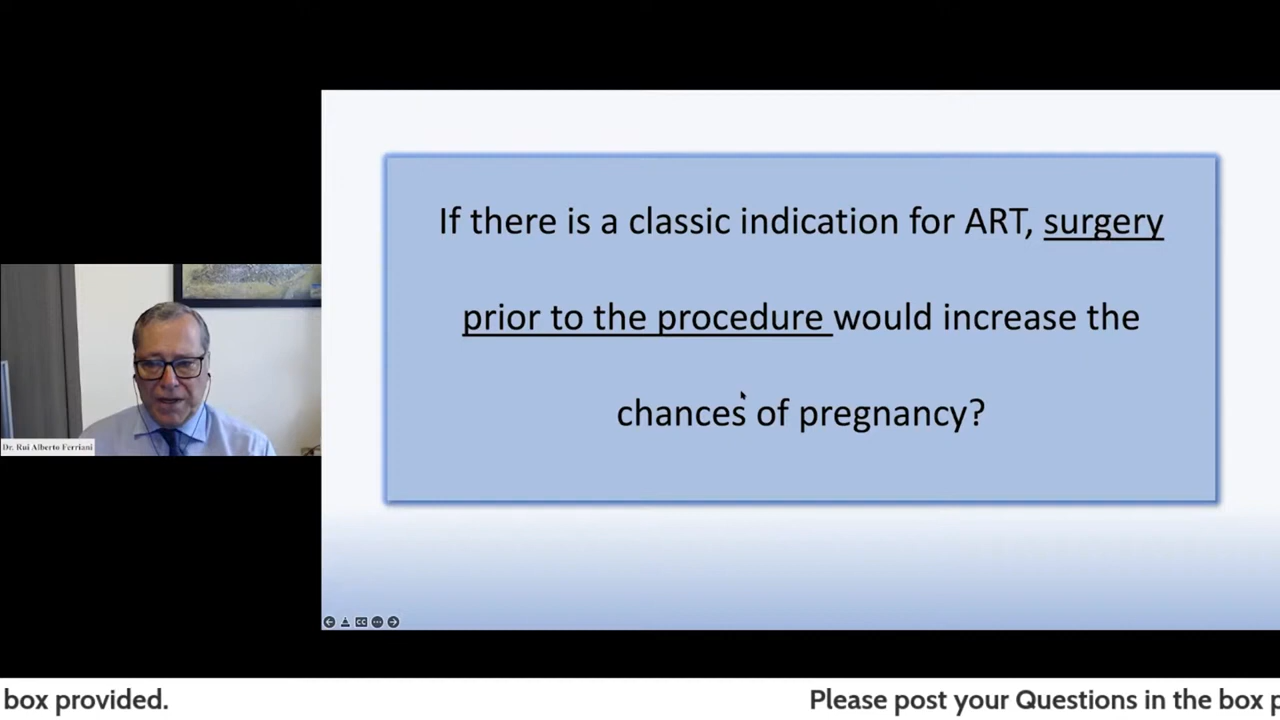 If there is a classic indication for ART, surgery
prior to the procedure would increase the
chances of pregnancy?
Dr. Rui Alberto Ferriani
CC
box provided.
Please post your Questions in the box p